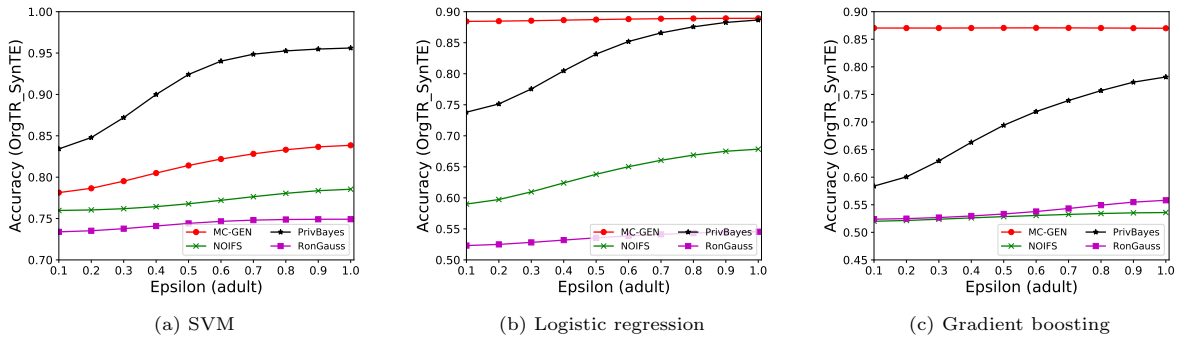 Accuracy (OrgTR_SynTE)
1.00
0.95
0.90
0.85
0.80
0.75
0.70
MC-GEN
NOIFS
PrivBayes
RonGauss
0.1 0.2 0.3 0.4 0.5 0.6 0.7 0.8 0.9 1.0
Epsilon (adult)
(a) SVM
Accuracy (OrgTR_SynTE)
0.90
0.85
0.80
0.75
0.70
0.65
0.60
0.55
0.50
MC-GEN
NOIFS
PrivBayes
RonGauss
0.1 0.2 0.3 0.4 0.5 0.6 0.7 0.8 0.9 1.0
Epsilon (adult)
(b) Logistic regression
Accuracy (OrgTR_SynTE)
0.90
0.85
0.80
0.75
0.70
0.65
0.60
0.55
0.50
0.45
MC-GEN
NOIFS
PrivBayes
RonGauss
0.1 0.2 0.3 0.4 0.5 0.6 0.7 0.8 0.9 1.0
Epsilon (adult)
(c) Gradient boosting